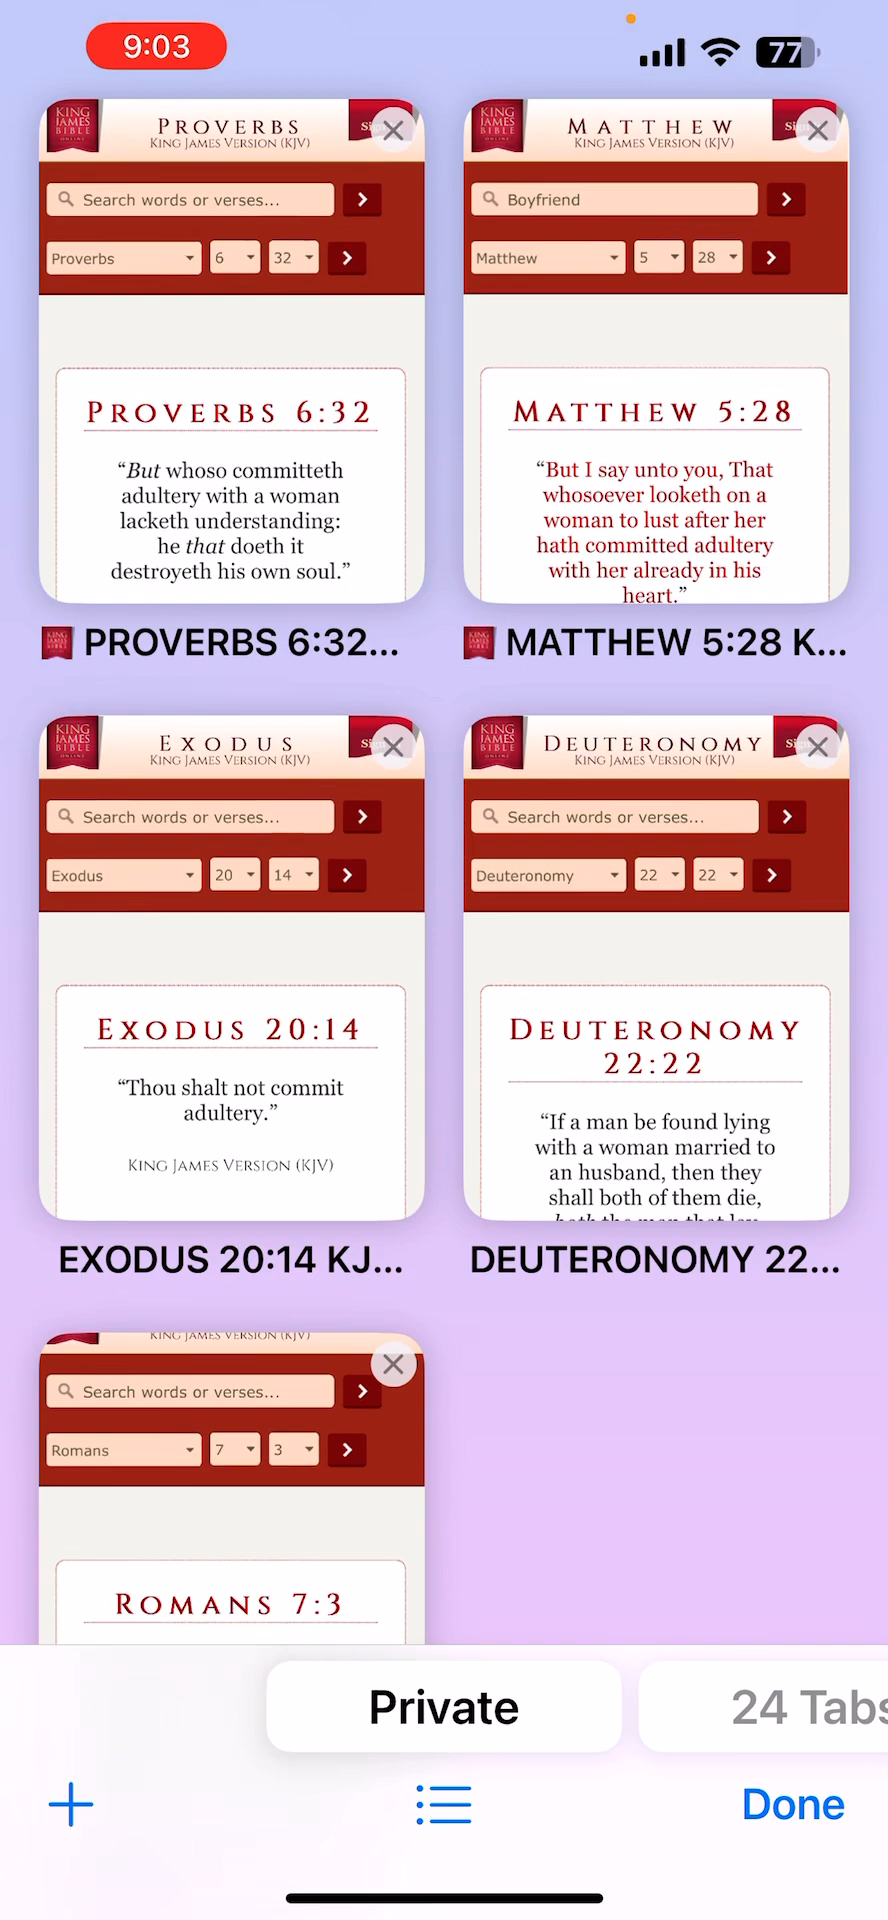 9:03
77
KING
JAMES
BIBLE
ONLINE
PROVERBS
KING JAMES VERSION (KJV)
Search words or verses...
Proverbs 6 32
PROVERBS 6:32
“But whoso committeth
adultery with a woman
lacketh understanding:
he that doeth it
destroyeth his own soul.”
PROVERBS 6:32...
KING
JAMES
BIBLE
ONLINE
MATTHEW
KING JAMES VERSION (KJV)
Boyfriend
Matthew 5 28
MATTHEW 5:28
“But I say unto you, That
whosoever looketh on a
woman to lust after her
hath committed adultery
with her already in his
heart.”
MATTHEW 5:28 K...
KING
JAMES
BIBLE
ONLINE
EXODUS
KING JAMES VERSION (KJV)
Search words or verses...
Exodus 20 14
EXODUS 20:14
“Thou shalt not commit
adultery.”
KING JAMES VERSION (KJV)
EXODUS 20:14 KJ...
KING
JAMES
BIBLE
ONLINE
DEUTERONOMY
KING JAMES VERSION (KJV)
Search words or verses...
Deuteronomy 22 22
DEUTERONOMY
22:22
“If a man be found lying
with a woman married to
an husband, then they
shall both of them die,
DEUTERONOMY 22...
KING JAMES VERSION (KJV)
Search words or verses...
Romans 7 3
ROMANS 7:3
Private
24 Tabs
Done